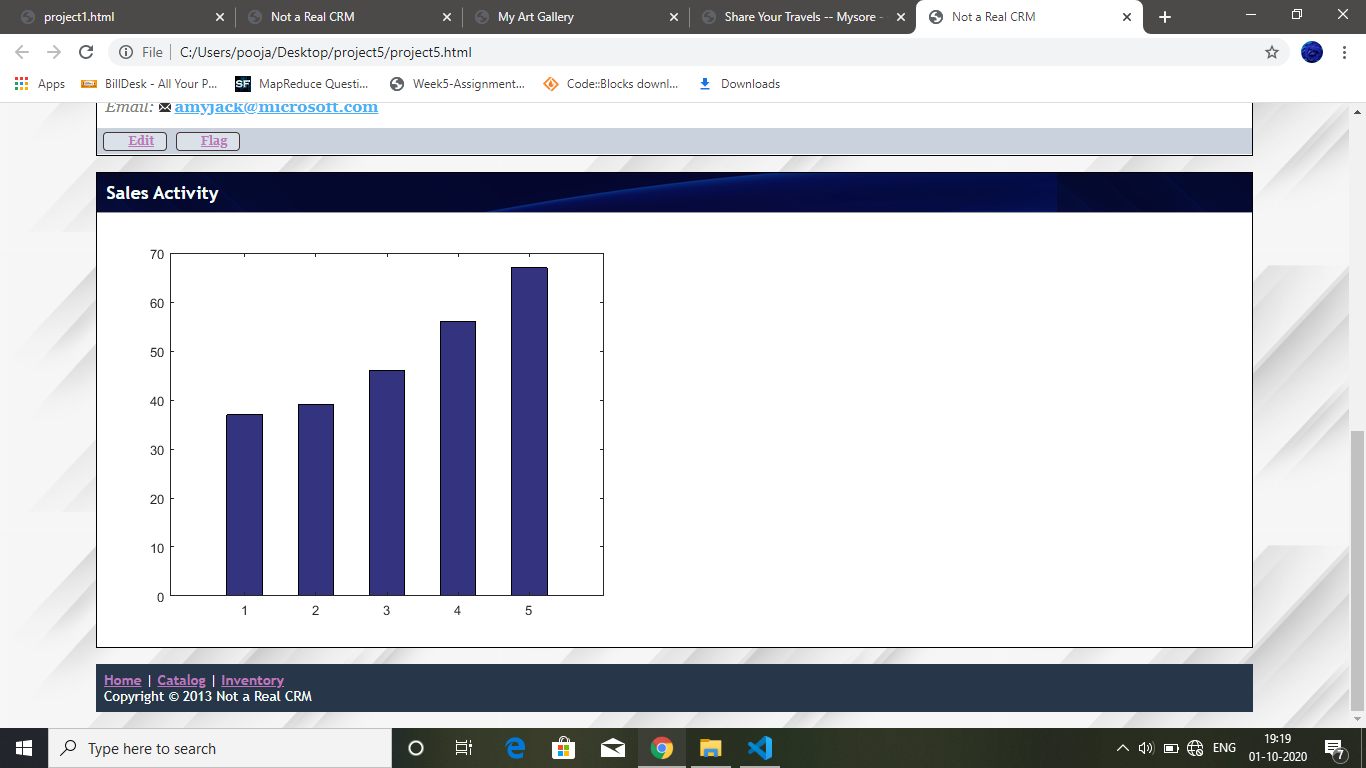 project1.html
Not a Real CRM
My Art Gallery
Share Your Travels -- Mysore -
Not a Real CRM
File
C:/Users/pooja/Desktop/project5/project5.html
Apps
BillDesk - All Your P...
SF
MapReduce Questi...
Week5-Assignment...
Code::Blocks downl...
Downloads
Email: amyjack@microsoft.com
Edit
Flag
Sales Activity
70
60
50
40
30
20
10
0
1
2
3
4
5
Home | Catalog | Inventory
Copyright © 2013 Not a Real CRM
Type here to search
ENG
19:19
01-10-2020
7